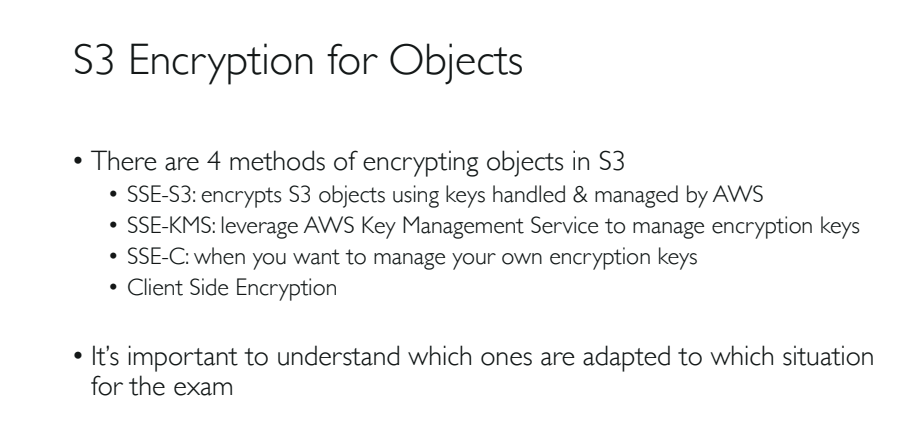 S3 Encryption for Objects
• There are 4 methods of encrypting objects in S3
• SSE-S3: encrypts S3 objects using keys handled & managed by AWS
• SSE-KMS: leverage AWS Key Management Service to manage encryption keys
• SSE-C: when you want to manage your own encryption keys
• Client Side Encryption
• It's important to understand which ones are adapted to which situation
for the exam